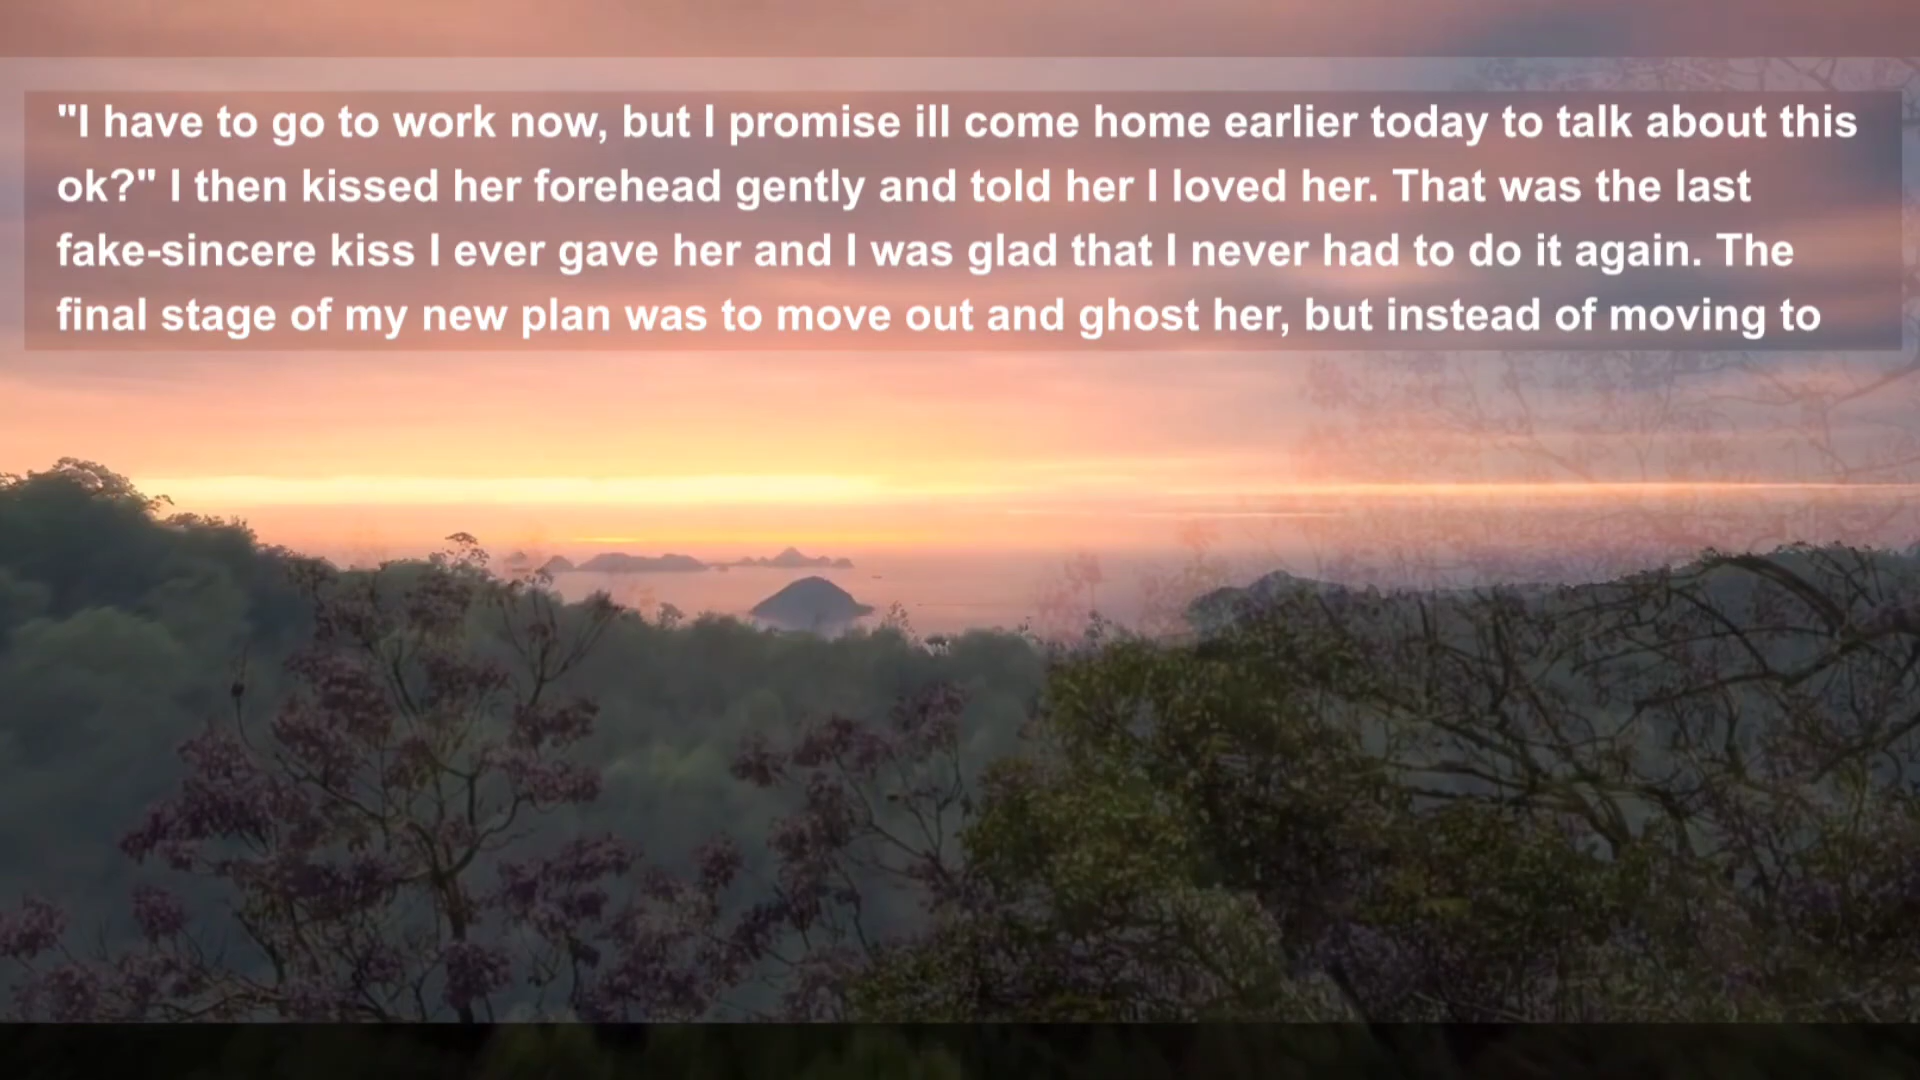 "I have to go to work now, but I promise ill come home earlier today to talk about this
ok?" I then kissed her forehead gently and told her I loved her. That was the last
fake-sincere kiss I ever gave her and I was glad that I never had to do it again. The
final stage of my new plan was to move out and ghost her, but instead of moving to